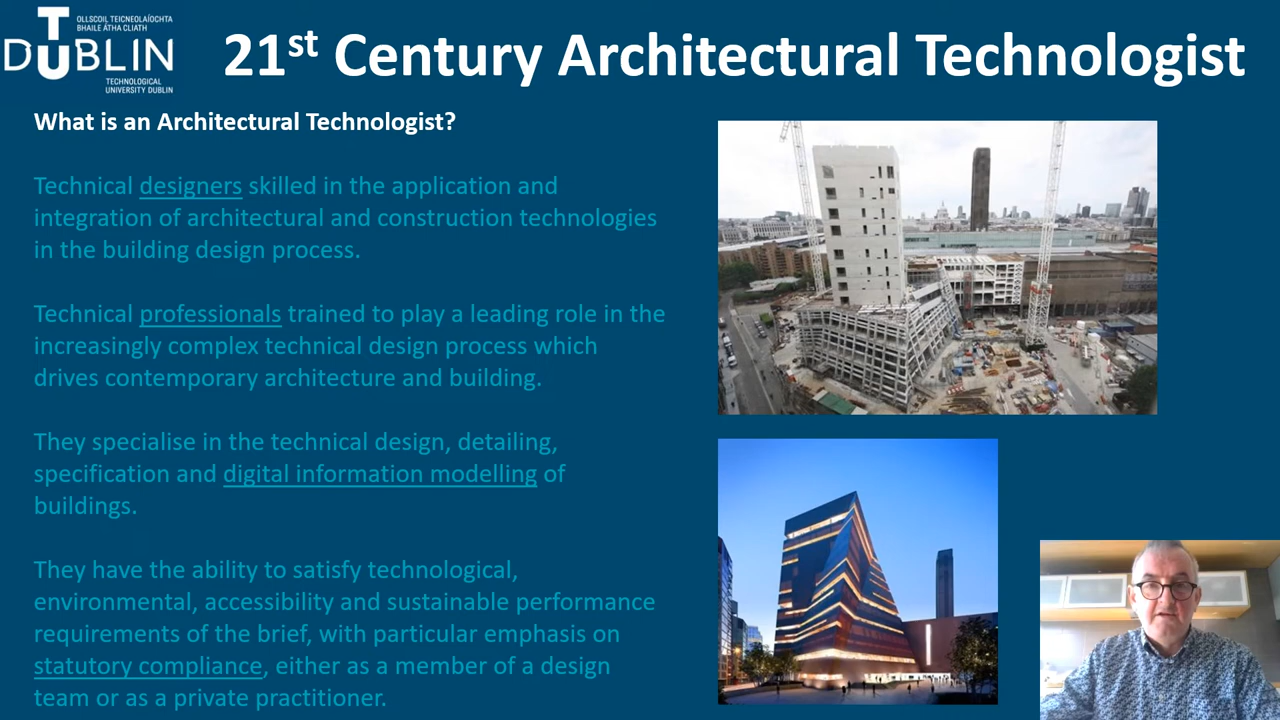 OLLSCOIL TEICNEOLAÍOCHTA
BHAILE ÁTHA CLIATH
TU DUBLIN
TECHNOLOGICAL
UNIVERSITY DUBLIN
21st Century Architectural Technologist
What is an Architectural Technologist?
Technical designers skilled in the application and
integration of architectural and construction technologies
in the building design process.
Technical professionals trained to play a leading role in the
increasingly complex technical design process which
drives contemporary architecture and building.
They specialise in the technical design, detailing,
specification and digital information modelling of
buildings.
They have the ability to satisfy technological,
environmental, accessibility and sustainable performance
requirements of the brief, with particular emphasis on
statutory compliance, either as a member of a design
team or as a private practitioner.